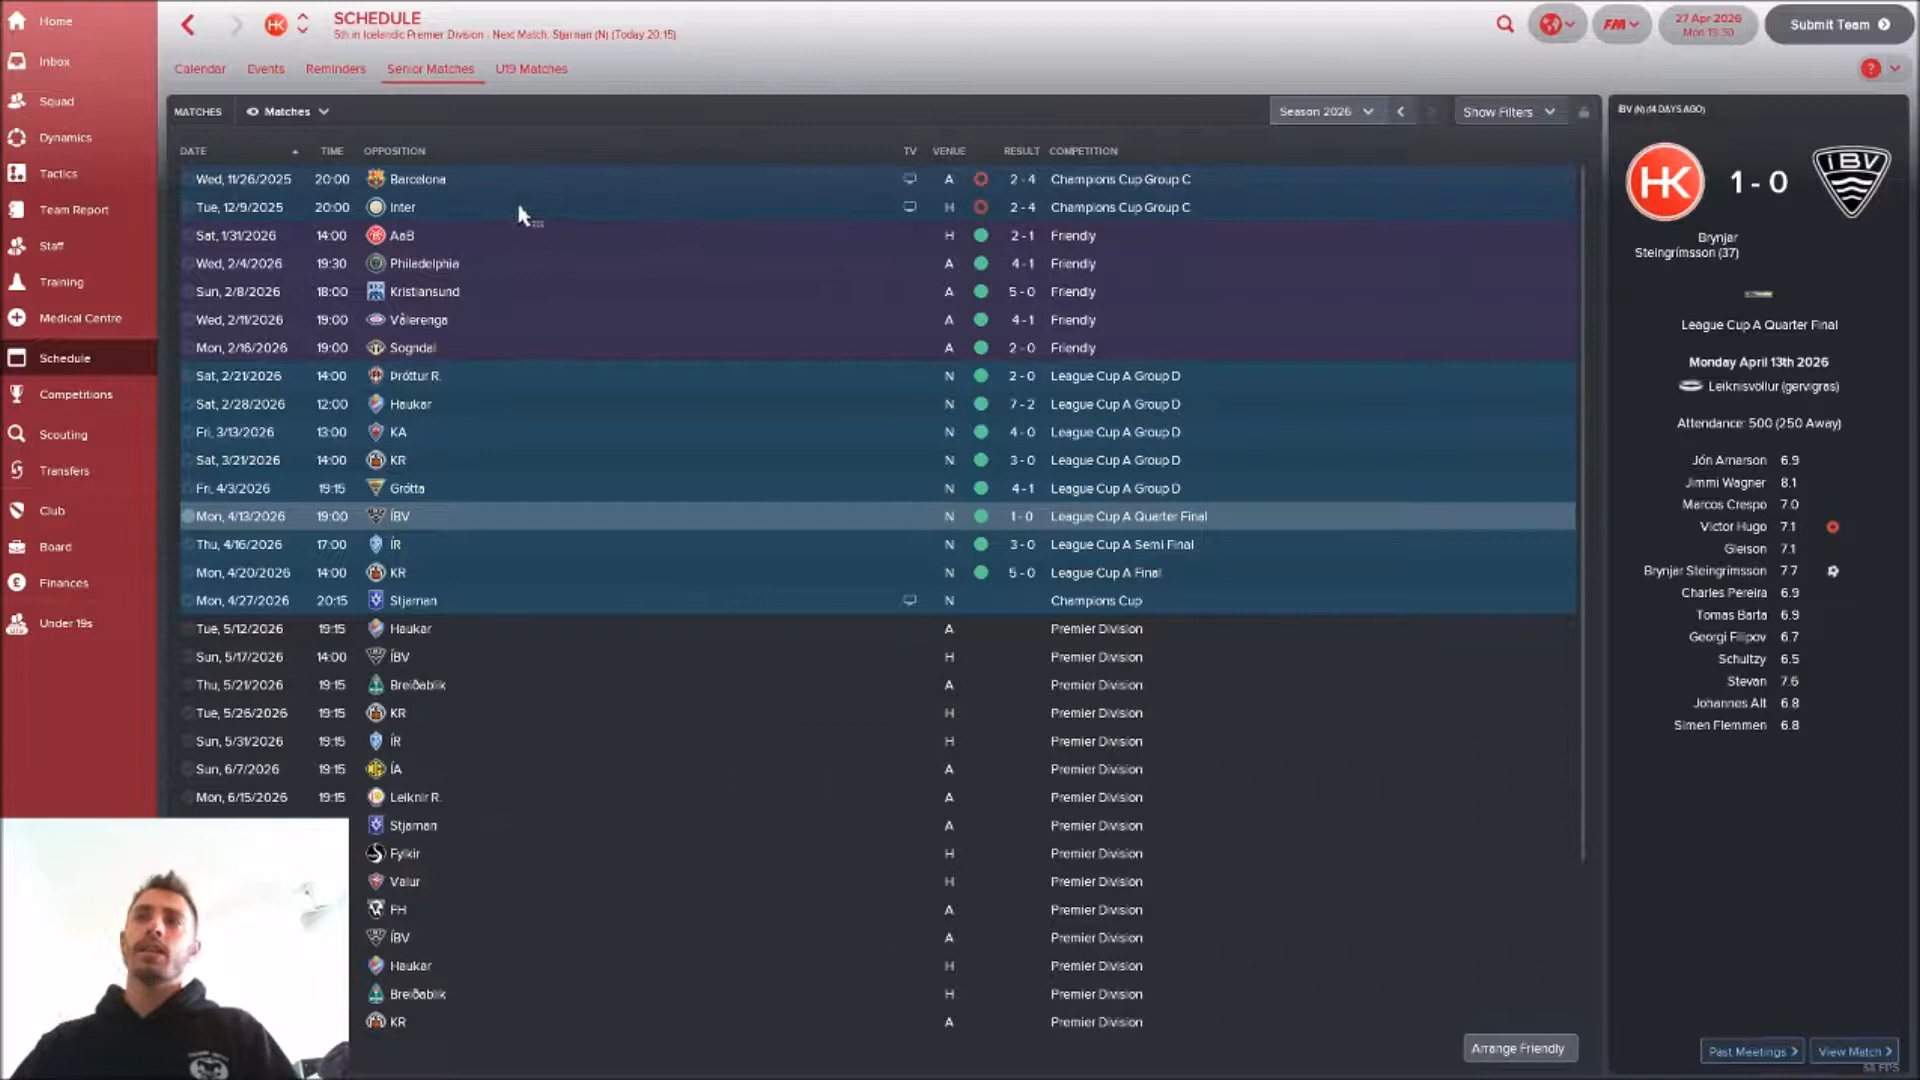 Home
Inbox
Squad
Dynamics
Tactics
Team Report
Staff
Training
Medical Centre
Schedule
Competitions
Scouting
Transfers
Club
Board
Finances
Under 19s
HK
SCHEDULE
5th in Icelandic Premier Division - Next Match, Stjarnan (N) (Today 20:15)
FM
27 Apr 2026
Mon 19:30
Submit Team
Calendar Events Reminders Senior Matches U19 Matches
?
MATCHES Matches Season 2026 Show Filters
DATE TIME OPPOSITION TV VENUE RESULT COMPETITION
Wed, 11/26/2025 20:00 Barcelona A 2 - 4 Champions Cup Group C
Tue, 12/9/2025 20:00 Inter H 2 - 4 Champions Cup Group C
Sat, 1/31/2026 14:00 AaB H 2 - 1 Friendly
Wed, 2/4/2026 19:30 Philadelphia A 4 - 1 Friendly
Sun, 2/8/2026 18:00 Kristiansund A 5 - 0 Friendly
Wed, 2/11/2026 19:00 Vålerenga A 4 - 1 Friendly
Mon, 2/16/2026 19:00 Sogndal A 2 - 0 Friendly
Sat, 2/21/2026 14:00 Þróttur R. N 2 - 0 League Cup A Group D
Sat, 2/28/2026 12:00 Haukar N 7 - 2 League Cup A Group D
Fri, 3/13/2026 13:00 KA N 4 - 0 League Cup A Group D
Sat, 3/21/2026 14:00 KR N 3 - 0 League Cup A Group D
Fri, 4/3/2026 19:15 Grótta N 4 - 1 League Cup A Group D
Mon, 4/13/2026 19:00 ÍBV N 1 - 0 League Cup A Quarter Final
Thu, 4/16/2026 17:00 ÍR N 3 - 0 League Cup A Semi Final
Mon, 4/20/2026 14:00 KR N 5 - 0 League Cup A Final
Mon, 4/27/2026 20:15 Stjarnan N Champions Cup
Tue, 5/12/2026 19:15 Haukar A Premier Division
Sun, 5/17/2026 14:00 ÍBV H Premier Division
Thu, 5/21/2026 19:15 Breiðablik A Premier Division
Tue, 5/26/2026 19:15 KR H Premier Division
Sun, 5/31/2026 19:15 ÍR H Premier Division
Sun, 6/7/2026 19:15 ÍA A Premier Division
Mon, 6/15/2026 19:15 Leiknir R. A Premier Division
Stjarnan A Premier Division
Fylkir H Premier Division
Valur H Premier Division
FH A Premier Division
ÍBV A Premier Division
Haukar H Premier Division
Breiðablik H Premier Division
KR A Premier Division
Arrange Friendly
ÍBV (N) (14 DAYS AGO)
HK 1 - 0 ÍBV
Brynjar
Steingrímsson (37)
League Cup A Quarter Final
Monday April 13th 2026
Leiknisvöllur (gervigras)
Attendance: 500 (250 Away)
Jón Arnarson 6.9
Jimmi Wagner 8.1
Marcos Crespo 7.0
Victor Hugo 7.1
Gleison 7.1
Brynjar Steingrímsson 7.7
Charles Pereira 6.9
Tomas Barta 6.9
Georgi Filipov 6.7
Schultzy 6.5
Stevan 7.6
Johannes Alt 6.8
Simen Flemmen 6.8
Past Meetings View Match
58 FPS